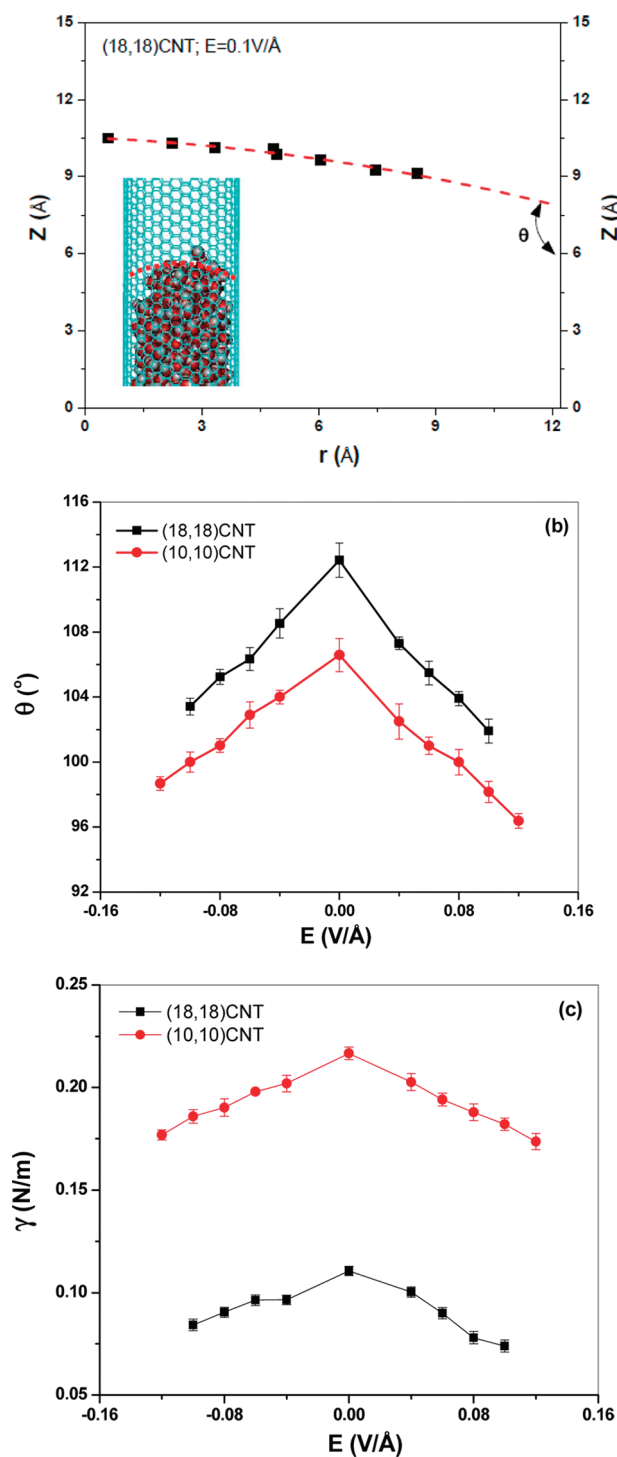 (18,18)CNT; E=0.1V/Å
15
12
9
6
3
0
Z (Å)
15
12
9
6
3
0
Z (Å)
θ
0
3
6
9
12
r (Å)
(b)
(18,18)CNT
(10,10)CNT
116
112
108
104
100
96
92
θ (°)
-0.16
-0.08
0.00
0.08
0.16
E (V/Å)
(c)
(18,18)CNT
(10,10)CNT
0.25
0.20
0.15
0.10
0.05
γ (N/m)
-0.16
-0.08
0.00
0.08
0.16
E (V/Å)